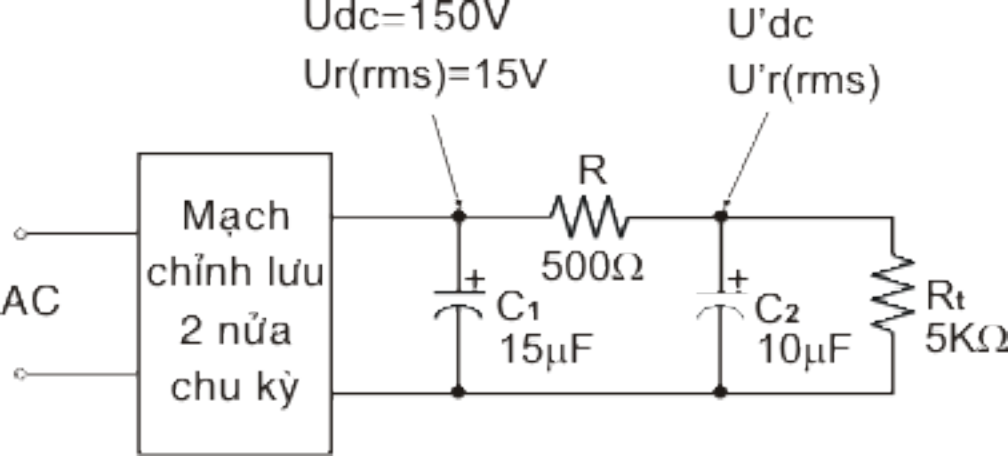 Udc=150V
Ur(rms)=15V
U'dc
U'r(rms)
Mạch
chỉnh lưu
2 nửa
chu kỳ
AC
R
500Ω
+
C1
15μF
+
C2
10μF
Rt
5KΩ